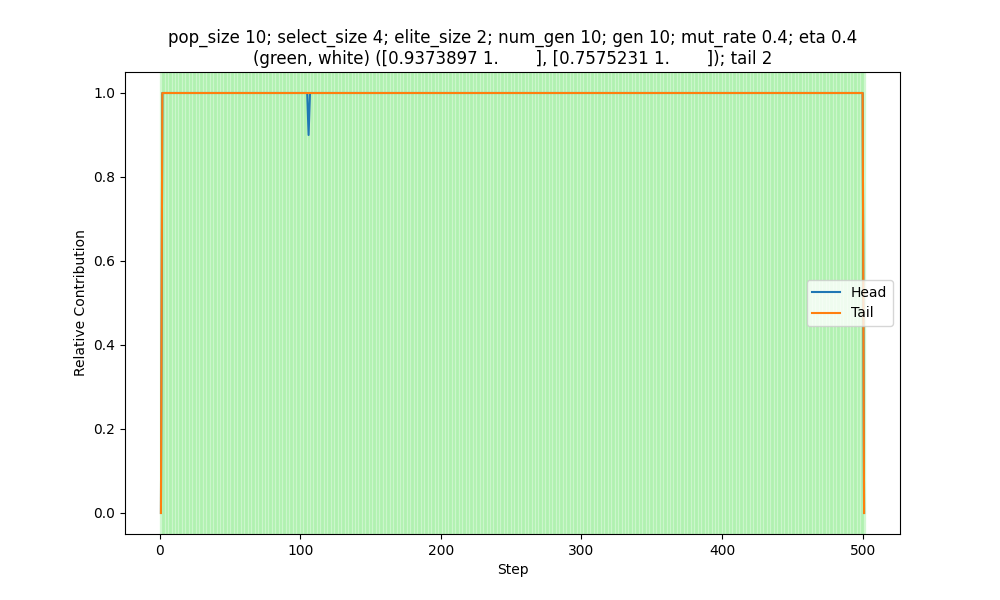 pop_size 10; select_size 4; elite_size 2; num_gen 10; gen 10; mut_rate 0.4; eta 0.4
(green, white) ([0.9373897 1.        ], [0.7575231 1.        ]); tail 2
1.0
0.8
0.6
0.4
0.2
0.0
Relative Contribution
Head
Tail
0
100
200
300
400
500
Step